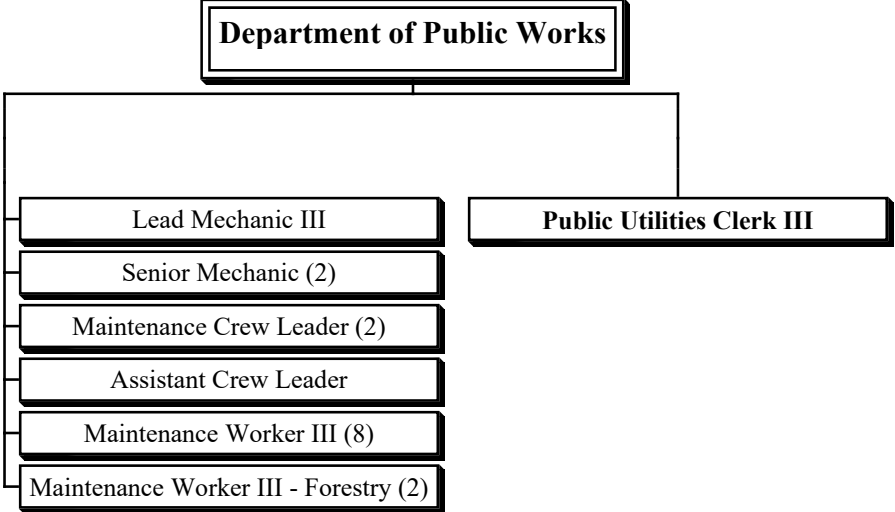 Department of Public Works
Lead Mechanic III
Public Utilities Clerk III
Senior Mechanic (2)
Maintenance Crew Leader (2)
Assistant Crew Leader
Maintenance Worker III (8)
Maintenance Worker III - Forestry (2)